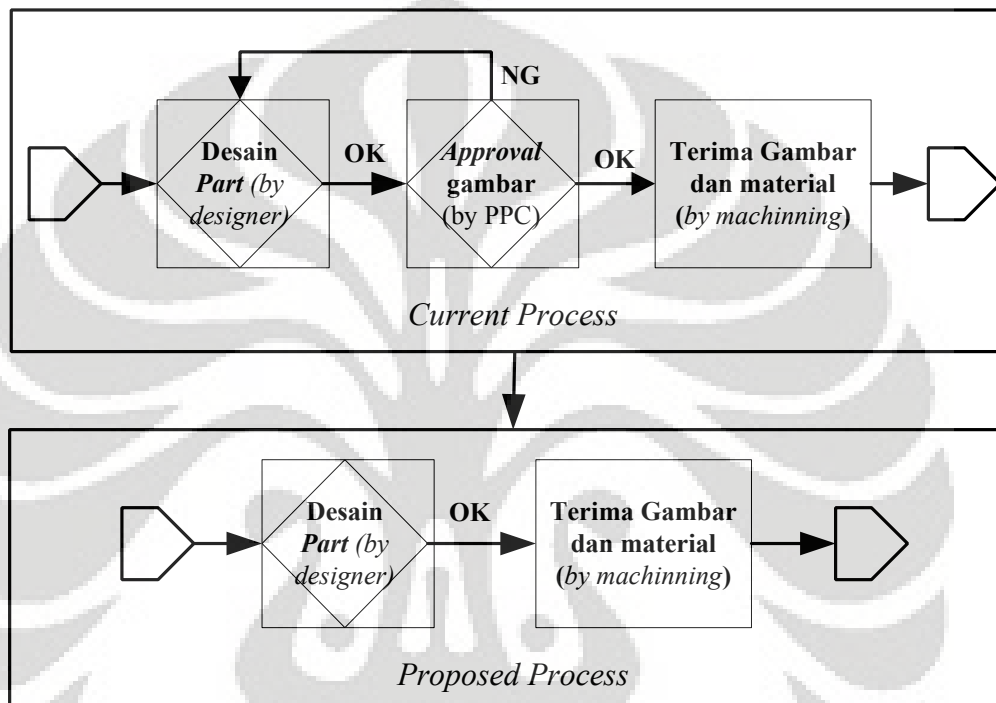 NG
Desain
Part (by
designer)
OK
Approval
gambar
(by PPC)
OK
Terima Gambar
dan material
(by machinning)
Current Process
Desain
Part (by
designer)
OK
Terima Gambar
dan material
(by machinning)
Proposed Process